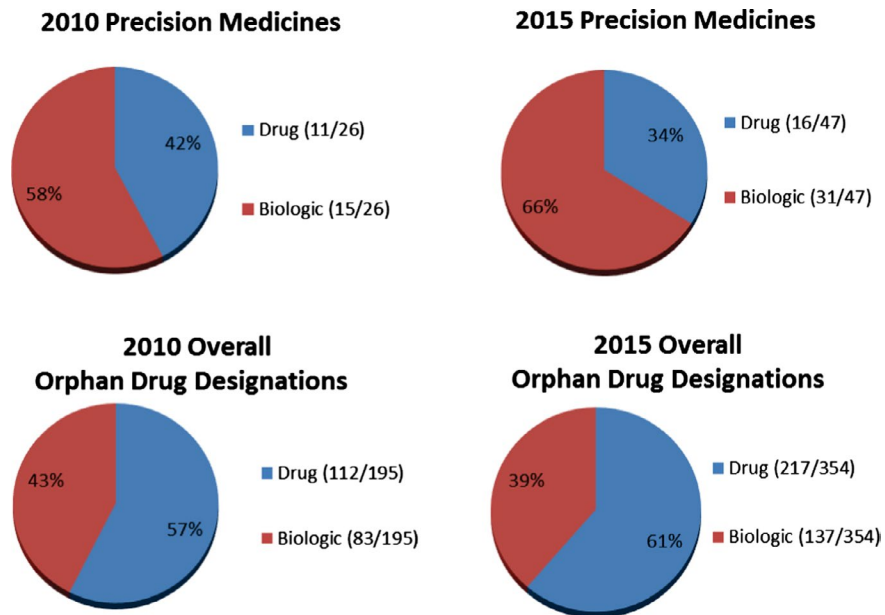 2010 Precision Medicines
42%
58%
Drug (11/26)
Biologic (15/26)
2015 Precision Medicines
34%
66%
Drug (16/47)
Biologic (31/47)
2010 Overall
Orphan Drug Designations
43%
57%
Drug (112/195)
Biologic (83/195)
2015 Overall
Orphan Drug Designations
39%
61%
Drug (217/354)
Biologic (137/354)